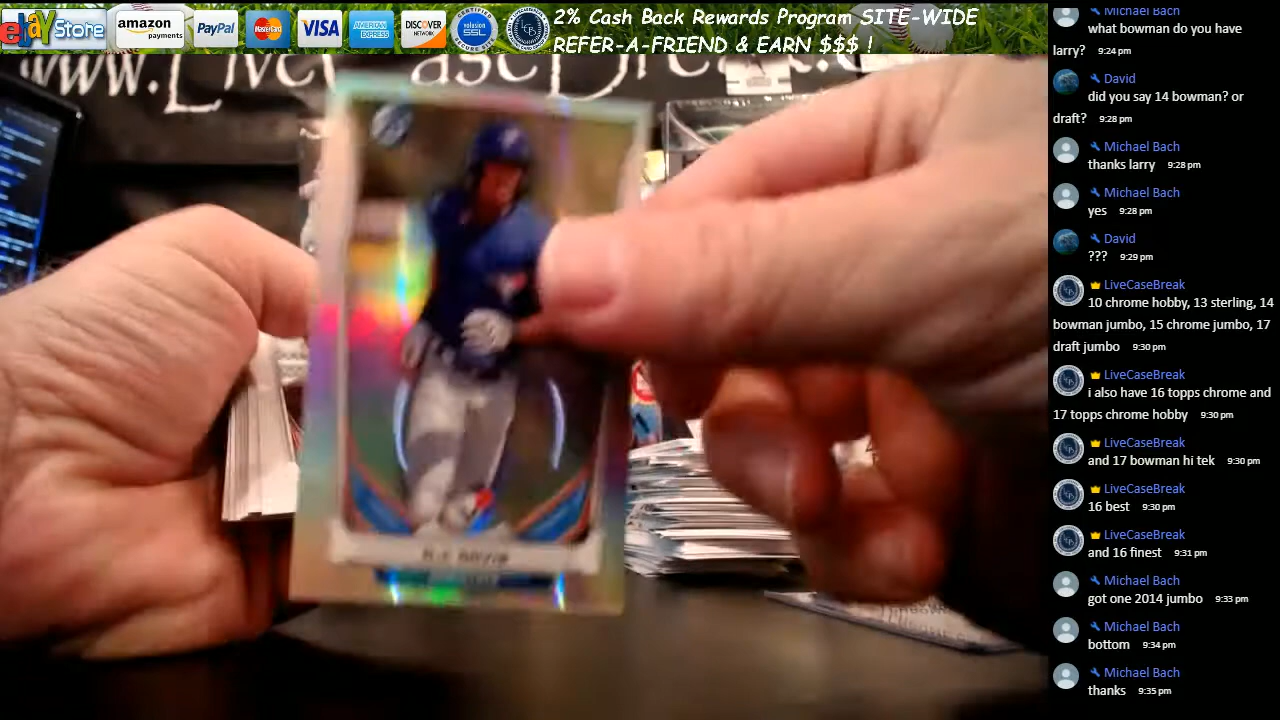 ebay Store
amazon payments
PayPal
MasterCard
VISA
AMERICAN EXPRESS
DISCOVER NETWORK
2% Cash Back Rewards Program SITE-WIDE
REFER-A-FRIEND & EARN $$$ !
Michael Bach
what bowman do you have
larry? 9:24 pm
David
did you say 14 bowman? or
draft? 9:28 pm
Michael Bach
thanks larry 9:28 pm
Michael Bach
yes 9:28 pm
David
??? 9:29 pm
LiveCaseBreak
10 chrome hobby, 13 sterling, 14
bowman jumbo, 15 chrome jumbo, 17
draft jumbo 9:30 pm
LiveCaseBreak
i also have 16 topps chrome and
17 topps chrome hobby 9:30 pm
LiveCaseBreak
and 17 bowman hi tek 9:30 pm
LiveCaseBreak
16 best 9:30 pm
LiveCaseBreak
and 16 finest 9:31 pm
Michael Bach
got one 2014 jumbo 9:33 pm
Michael Bach
bottom 9:34 pm
Michael Bach
thanks 9:35 pm